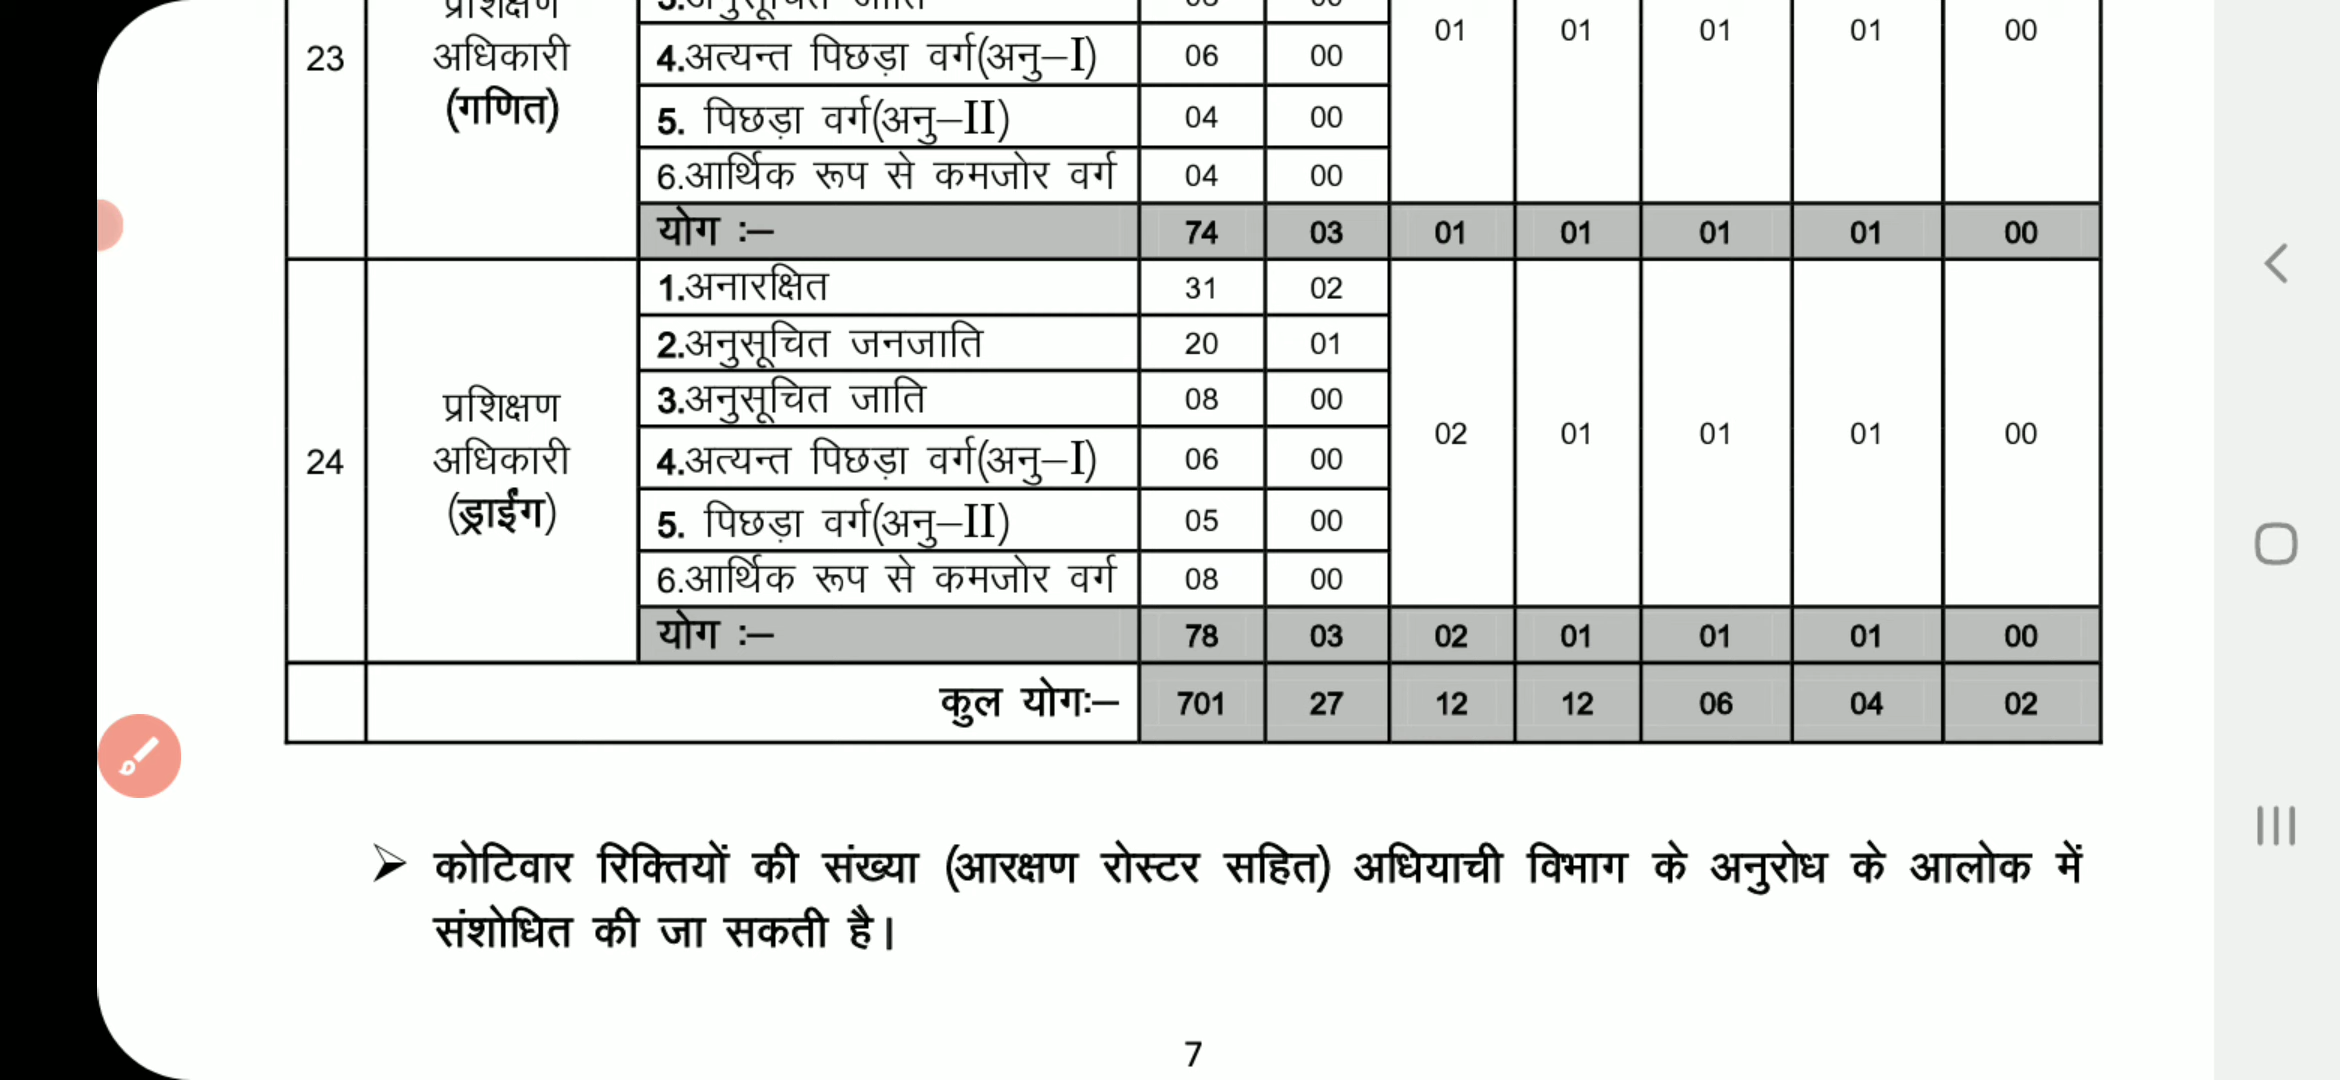 23
प्रशिक्षण
अधिकारी
(गणित)
01 01 01 01 00
4.अत्यन्त पिछड़ा वर्ग(अनु–I) 06 00
5. पिछड़ा वर्ग(अनु–II) 04 00
6.आर्थिक रूप से कमजोर वर्ग 04 00
योग :– 74 03 01 01 01 01 00
24
प्रशिक्षण
अधिकारी
(ड्राईंग)
1.अनारक्षित 31 02
2.अनुसूचित जनजाति 20 01
3.अनुसूचित जाति 08 00
02 01 01 01 00
4.अत्यन्त पिछड़ा वर्ग(अनु–I) 06 00
5. पिछड़ा वर्ग(अनु–II) 05 00
6.आर्थिक रूप से कमजोर वर्ग 08 00
योग :– 78 03 02 01 01 01 00
कुल योग:– 701 27 12 12 06 04 02
➢ कोटिवार रिक्तियों की संख्या (आरक्षण रोस्टर सहित) अधियाची विभाग के अनुरोध के आलोक में
संशोधित की जा सकती है।
7